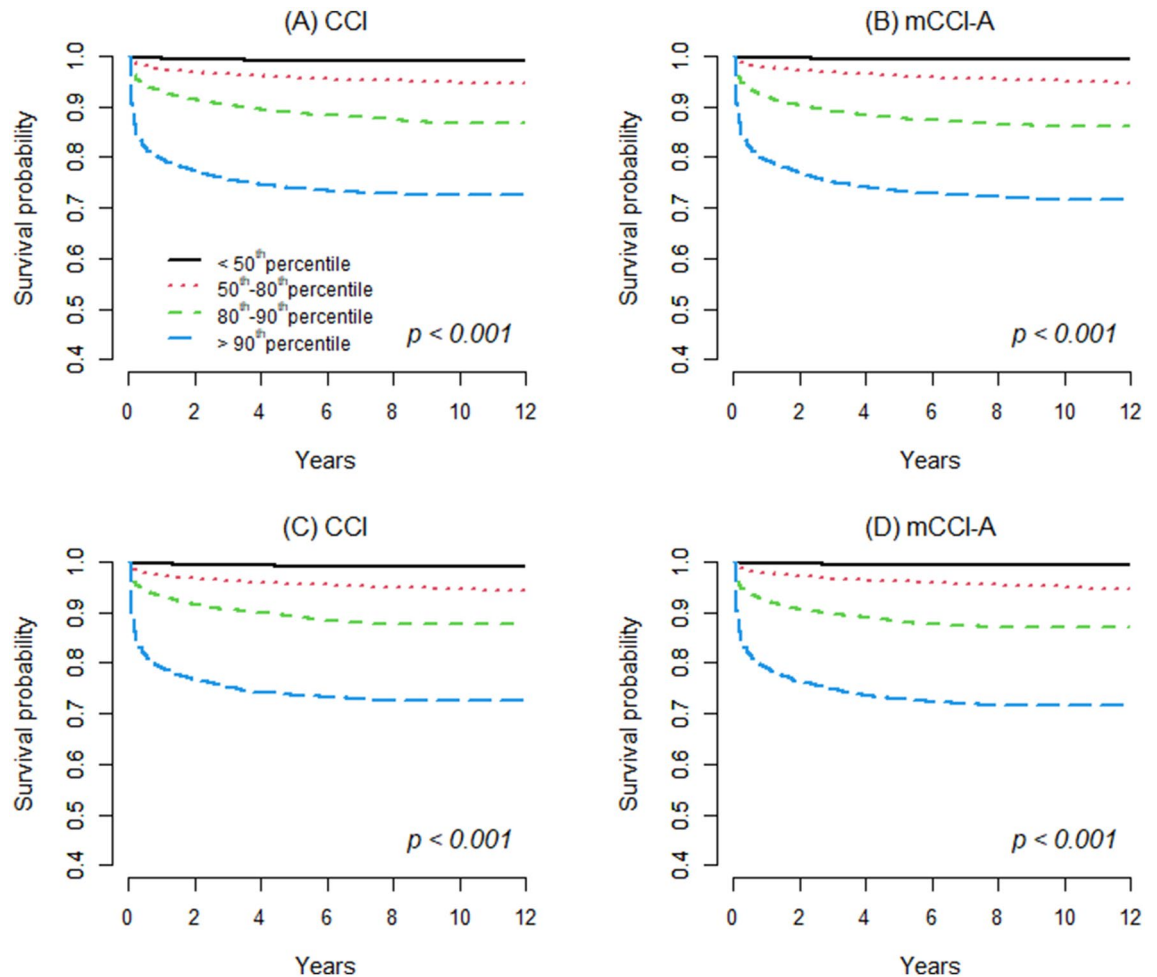 (A) CCI
Survival probability
1.0
0.9
0.8
0.7
0.6
0.5
0.4
< 50th percentile
50th-80th percentile
80th-90th percentile
> 90th percentile
p < 0.001
0 2 4 6 8 10 12
Years
(B) mCCI-A
Survival probability
1.0
0.9
0.8
0.7
0.6
0.5
0.4
p < 0.001
0 2 4 6 8 10 12
Years
(C) CCI
Survival probability
1.0
0.9
0.8
0.7
0.6
0.5
0.4
p < 0.001
0 2 4 6 8 10 12
Years
(D) mCCI-A
Survival probability
1.0
0.9
0.8
0.7
0.6
0.5
0.4
p < 0.001
0 2 4 6 8 10 12
Years